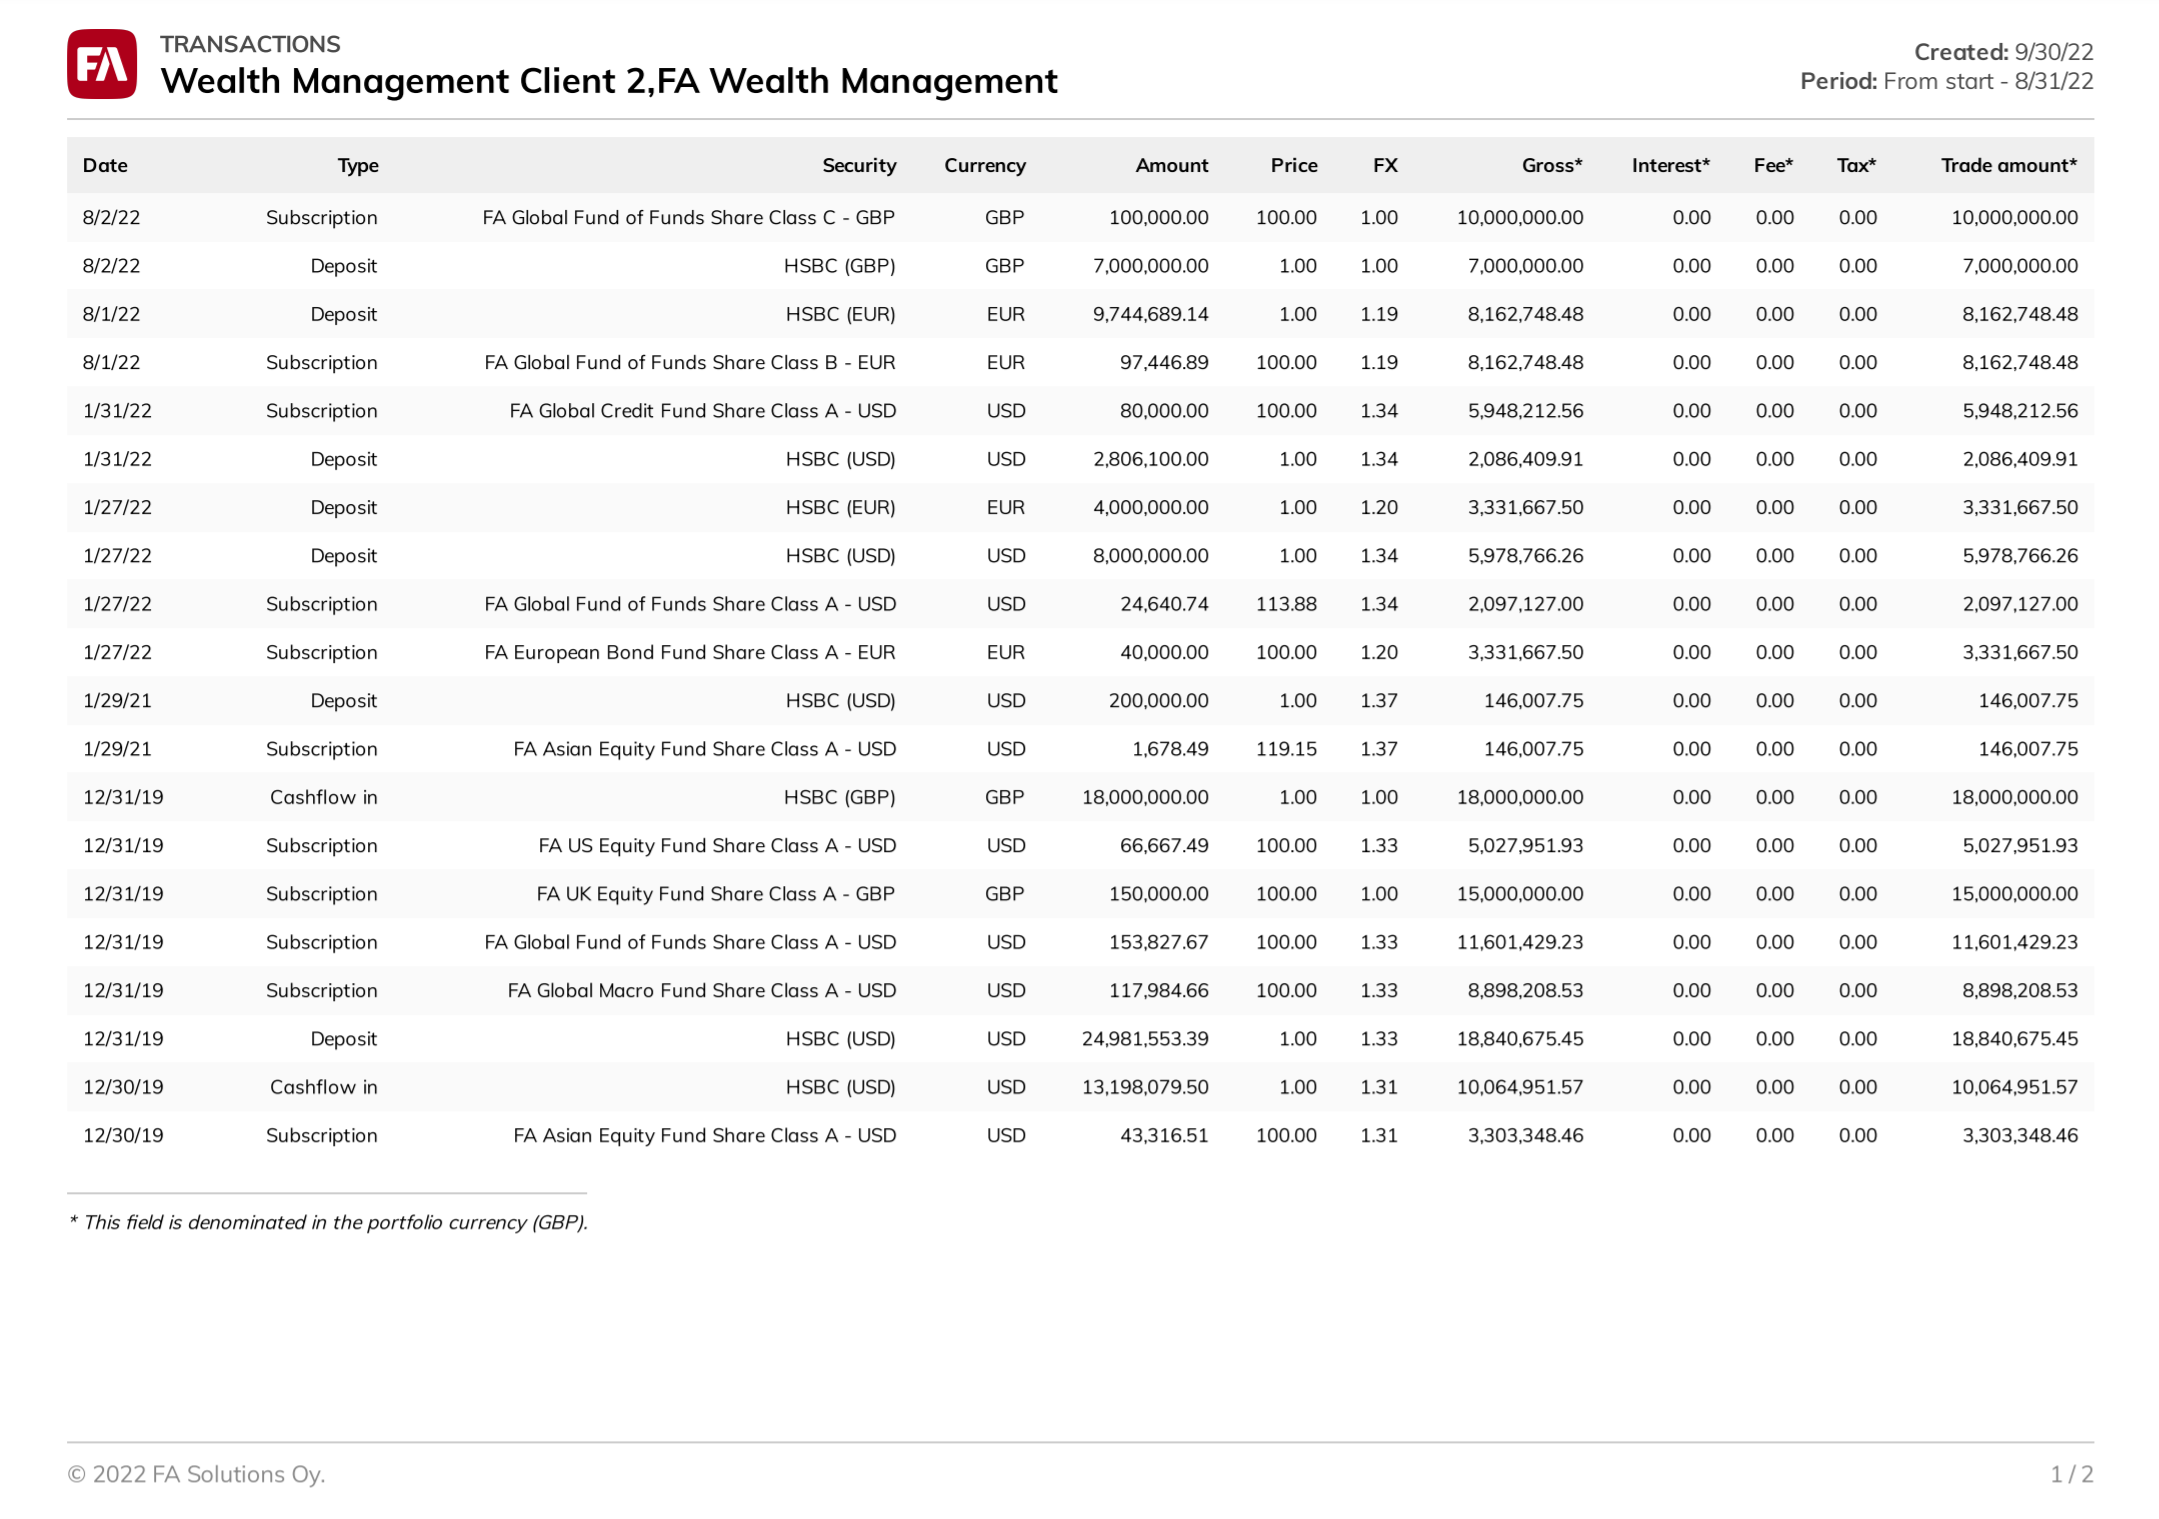 FA
TRANSACTIONS
Wealth Management Client 2,FA Wealth Management
Created: 9/30/22
Period: From start - 8/31/22
Date Type Security Currency Amount Price FX Gross* Interest* Fee* Tax* Trade amount*
8/2/22 Subscription FA Global Fund of Funds Share Class C - GBP GBP 100,000.00 100.00 1.00 10,000,000.00 0.00 0.00 0.00 10,000,000.00
8/2/22 Deposit HSBC (GBP) GBP 7,000,000.00 1.00 1.00 7,000,000.00 0.00 0.00 0.00 7,000,000.00
8/1/22 Deposit HSBC (EUR) EUR 9,744,689.14 1.00 1.19 8,162,748.48 0.00 0.00 0.00 8,162,748.48
8/1/22 Subscription FA Global Fund of Funds Share Class B - EUR EUR 97,446.89 100.00 1.19 8,162,748.48 0.00 0.00 0.00 8,162,748.48
1/31/22 Subscription FA Global Credit Fund Share Class A - USD USD 80,000.00 100.00 1.34 5,948,212.56 0.00 0.00 0.00 5,948,212.56
1/31/22 Deposit HSBC (USD) USD 2,806,100.00 1.00 1.34 2,086,409.91 0.00 0.00 0.00 2,086,409.91
1/27/22 Deposit HSBC (EUR) EUR 4,000,000.00 1.00 1.20 3,331,667.50 0.00 0.00 0.00 3,331,667.50
1/27/22 Deposit HSBC (USD) USD 8,000,000.00 1.00 1.34 5,978,766.26 0.00 0.00 0.00 5,978,766.26
1/27/22 Subscription FA Global Fund of Funds Share Class A - USD USD 24,640.74 113.88 1.34 2,097,127.00 0.00 0.00 0.00 2,097,127.00
1/27/22 Subscription FA European Bond Fund Share Class A - EUR EUR 40,000.00 100.00 1.20 3,331,667.50 0.00 0.00 0.00 3,331,667.50
1/29/21 Deposit HSBC (USD) USD 200,000.00 1.00 1.37 146,007.75 0.00 0.00 0.00 146,007.75
1/29/21 Subscription FA Asian Equity Fund Share Class A - USD USD 1,678.49 119.15 1.37 146,007.75 0.00 0.00 0.00 146,007.75
12/31/19 Cashflow in HSBC (GBP) GBP 18,000,000.00 1.00 1.00 18,000,000.00 0.00 0.00 0.00 18,000,000.00
12/31/19 Subscription FA US Equity Fund Share Class A - USD USD 66,667.49 100.00 1.33 5,027,951.93 0.00 0.00 0.00 5,027,951.93
12/31/19 Subscription FA UK Equity Fund Share Class A - GBP GBP 150,000.00 100.00 1.00 15,000,000.00 0.00 0.00 0.00 15,000,000.00
12/31/19 Subscription FA Global Fund of Funds Share Class A - USD USD 153,827.67 100.00 1.33 11,601,429.23 0.00 0.00 0.00 11,601,429.23
12/31/19 Subscription FA Global Macro Fund Share Class A - USD USD 117,984.66 100.00 1.33 8,898,208.53 0.00 0.00 0.00 8,898,208.53
12/31/19 Deposit HSBC (USD) USD 24,981,553.39 1.00 1.33 18,840,675.45 0.00 0.00 0.00 18,840,675.45
12/30/19 Cashflow in HSBC (USD) USD 13,198,079.50 1.00 1.31 10,064,951.57 0.00 0.00 0.00 10,064,951.57
12/30/19 Subscription FA Asian Equity Fund Share Class A - USD USD 43,316.51 100.00 1.31 3,303,348.46 0.00 0.00 0.00 3,303,348.46
* This field is denominated in the portfolio currency (GBP).
© 2022 FA Solutions Oy.
1 / 2